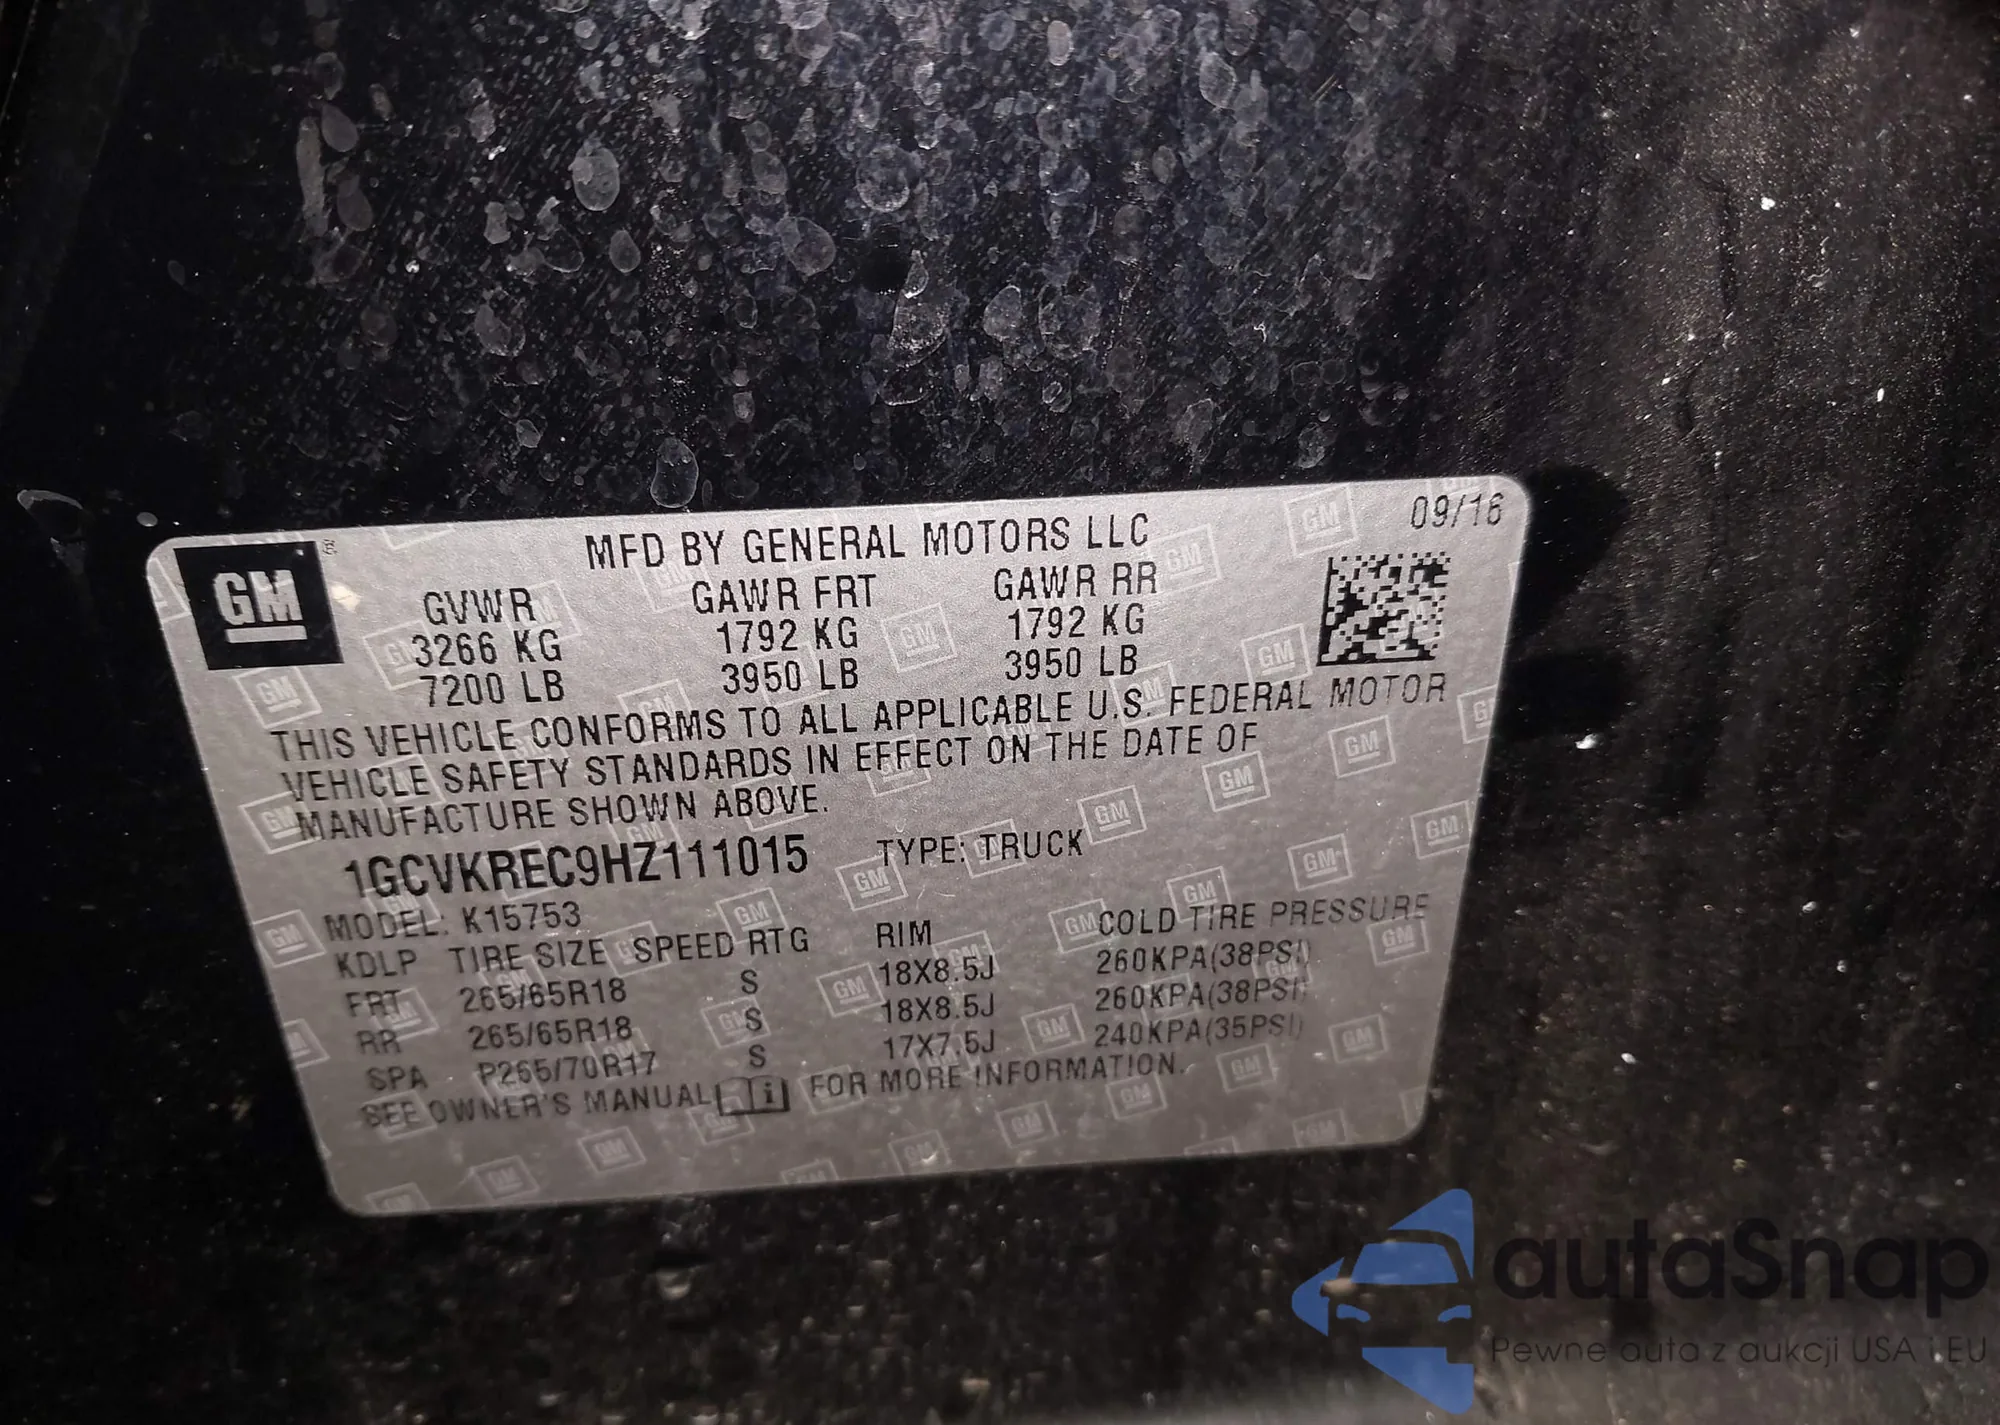 MFD BY GENERAL MOTORS LLC 09/16
GM
GVWR GAWR FRT GAWR RR
3266 KG 1792 KG 1792 KG
7200 LB 3950 LB 3950 LB
THIS VEHICLE CONFORMS TO ALL APPLICABLE U.S. FEDERAL MOTOR
VEHICLE SAFETY STANDARDS IN EFFECT ON THE DATE OF
MANUFACTURE SHOWN ABOVE.
1GCVKREC9HZ111015 TYPE: TRUCK
MODEL: K15753
KDLP TIRE SIZE SPEED RTG RIM COLD TIRE PRESSURE
FRT 265/65R18 S 18X8.5J 260KPA(38PSI)
RR 265/65R18 S 18X8.5J 260KPA(38PSI)
SPA P265/70R17 S 17X7.5J 240KPA(35PSI)
SEE OWNER'S MANUAL i FOR MORE INFORMATION.
autaSnap
Pewne auta z aukcji USA i EU